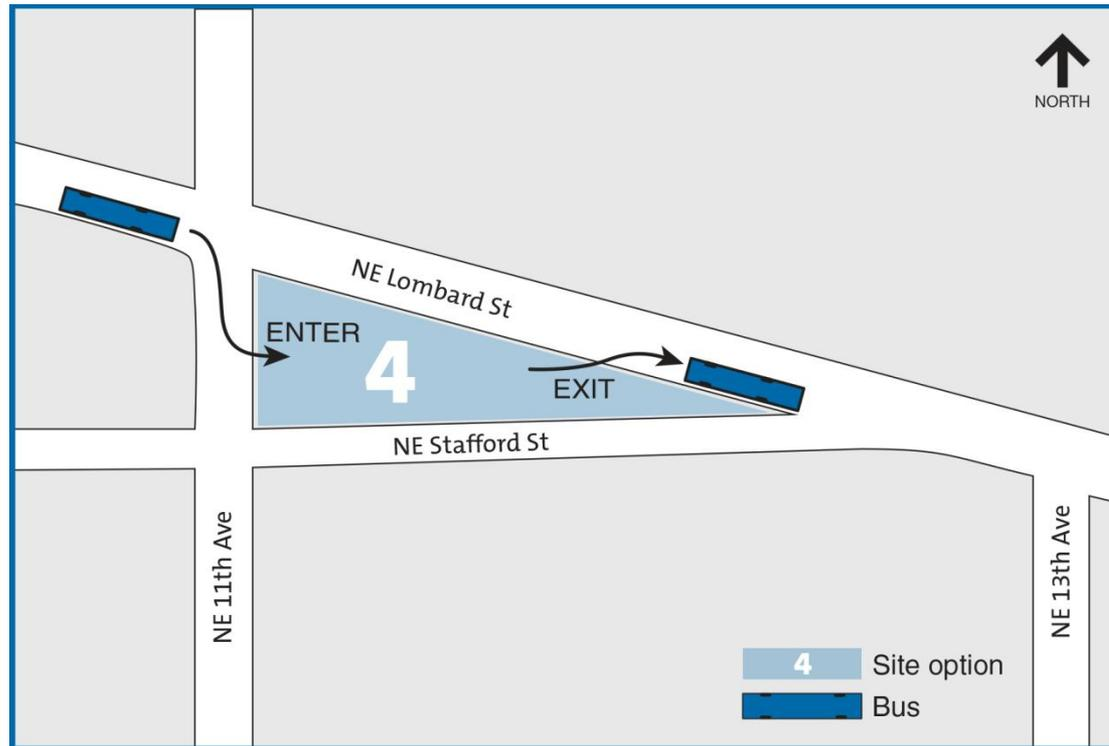 NORTH
NE Lombard St
ENTER
4
EXIT
NE Stafford St
NE 11th Ave
NE 13th Ave
4 Site option
Bus